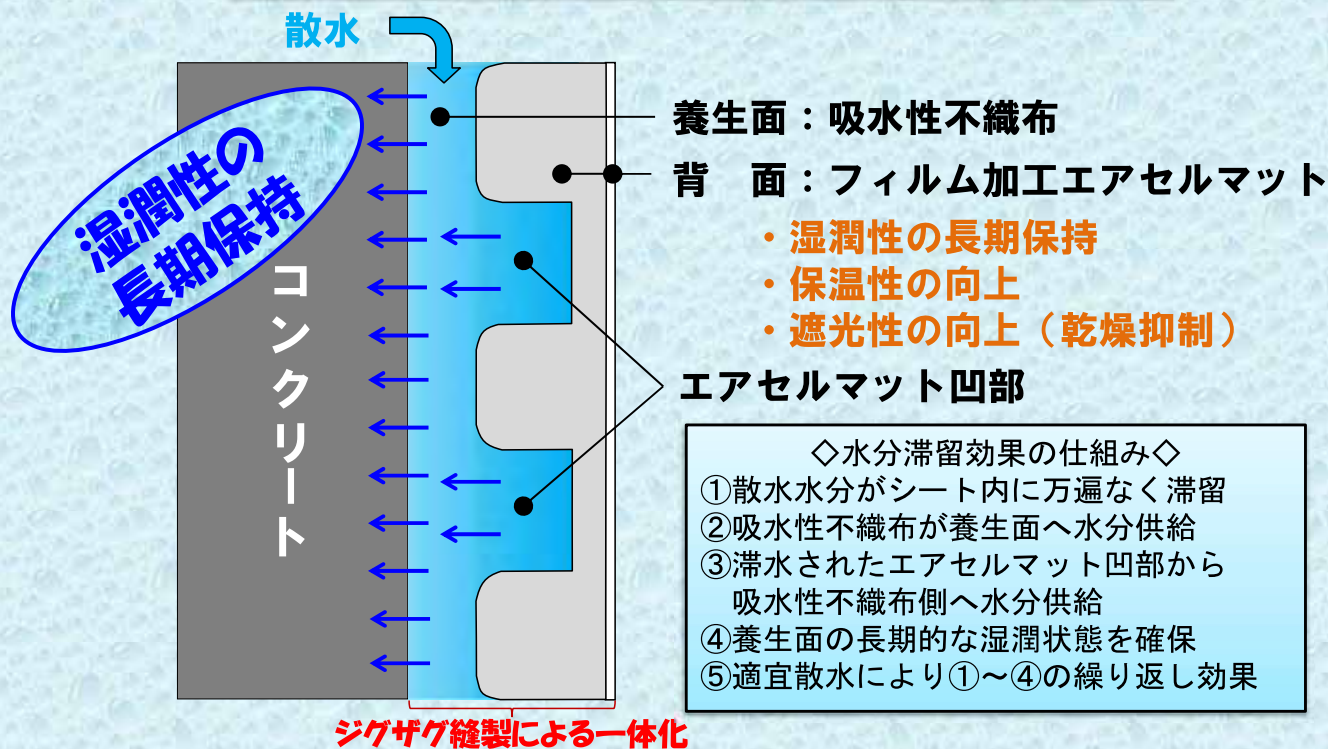 散水
湿潤性の
長期保持
コンクリート
養生面：吸水性不織布
背　面：フィルム加工エアセルマット
・湿潤性の長期保持
・保温性の向上
・遮光性の向上（乾燥抑制）
エアセルマット凹部
◇水分滞留効果の仕組み◇
①散水水分がシート内に万遍なく滞留
②吸水性不織布が養生面へ水分供給
③滞水されたエアセルマット凹部から
吸水性不織布側へ水分供給
④養生面の長期的な湿潤状態を確保
⑤適宜散水により①～④の繰り返し効果
ジグザグ縫製による一体化